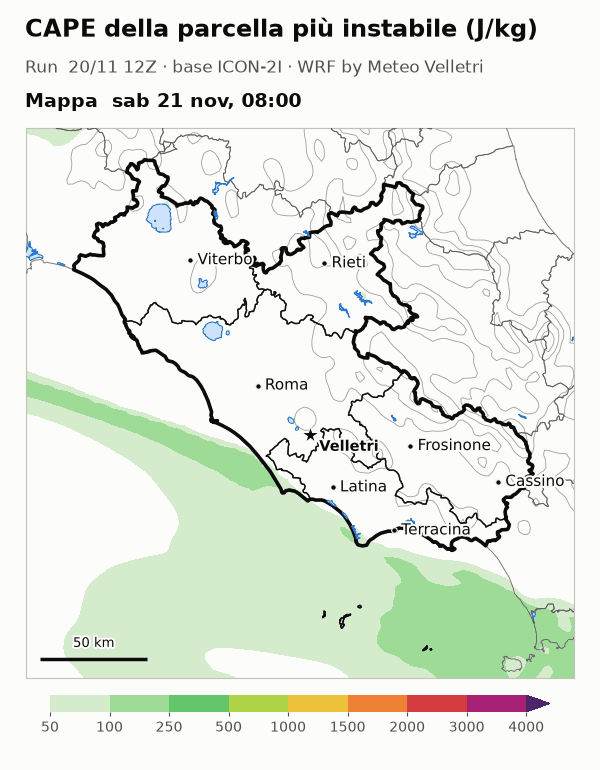 CAPE della parcella più instabile (J/kg)
Run  20/11 12Z · base ICON-2I · WRF by Meteo Velletri
Mappa  sab 21 nov, 08:00
Viterbo
Rieti
Roma
Velletri
Frosinone
Cassino
Latina
Terracina
50 km
50 100 250 500 1000 1500 2000 3000 4000